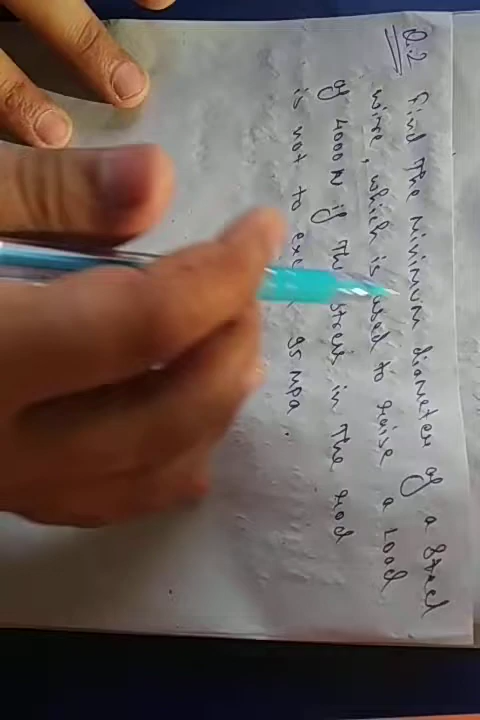 Q.2 Find The Minimum diameter of a steel
wire, which is used to raise a Load
of 4000 N if The stress in The rod
is not to 95 mpa.